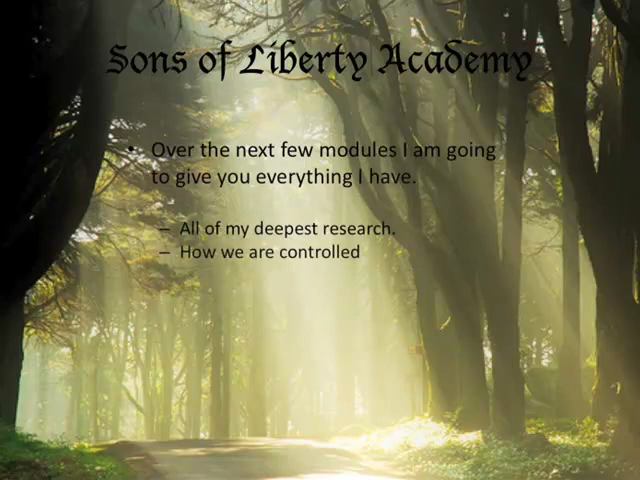 Sons of Liberty Academy
• Over the next few modules I am going
to give you everything I have.
– All of my deepest research.
– How we are controlled